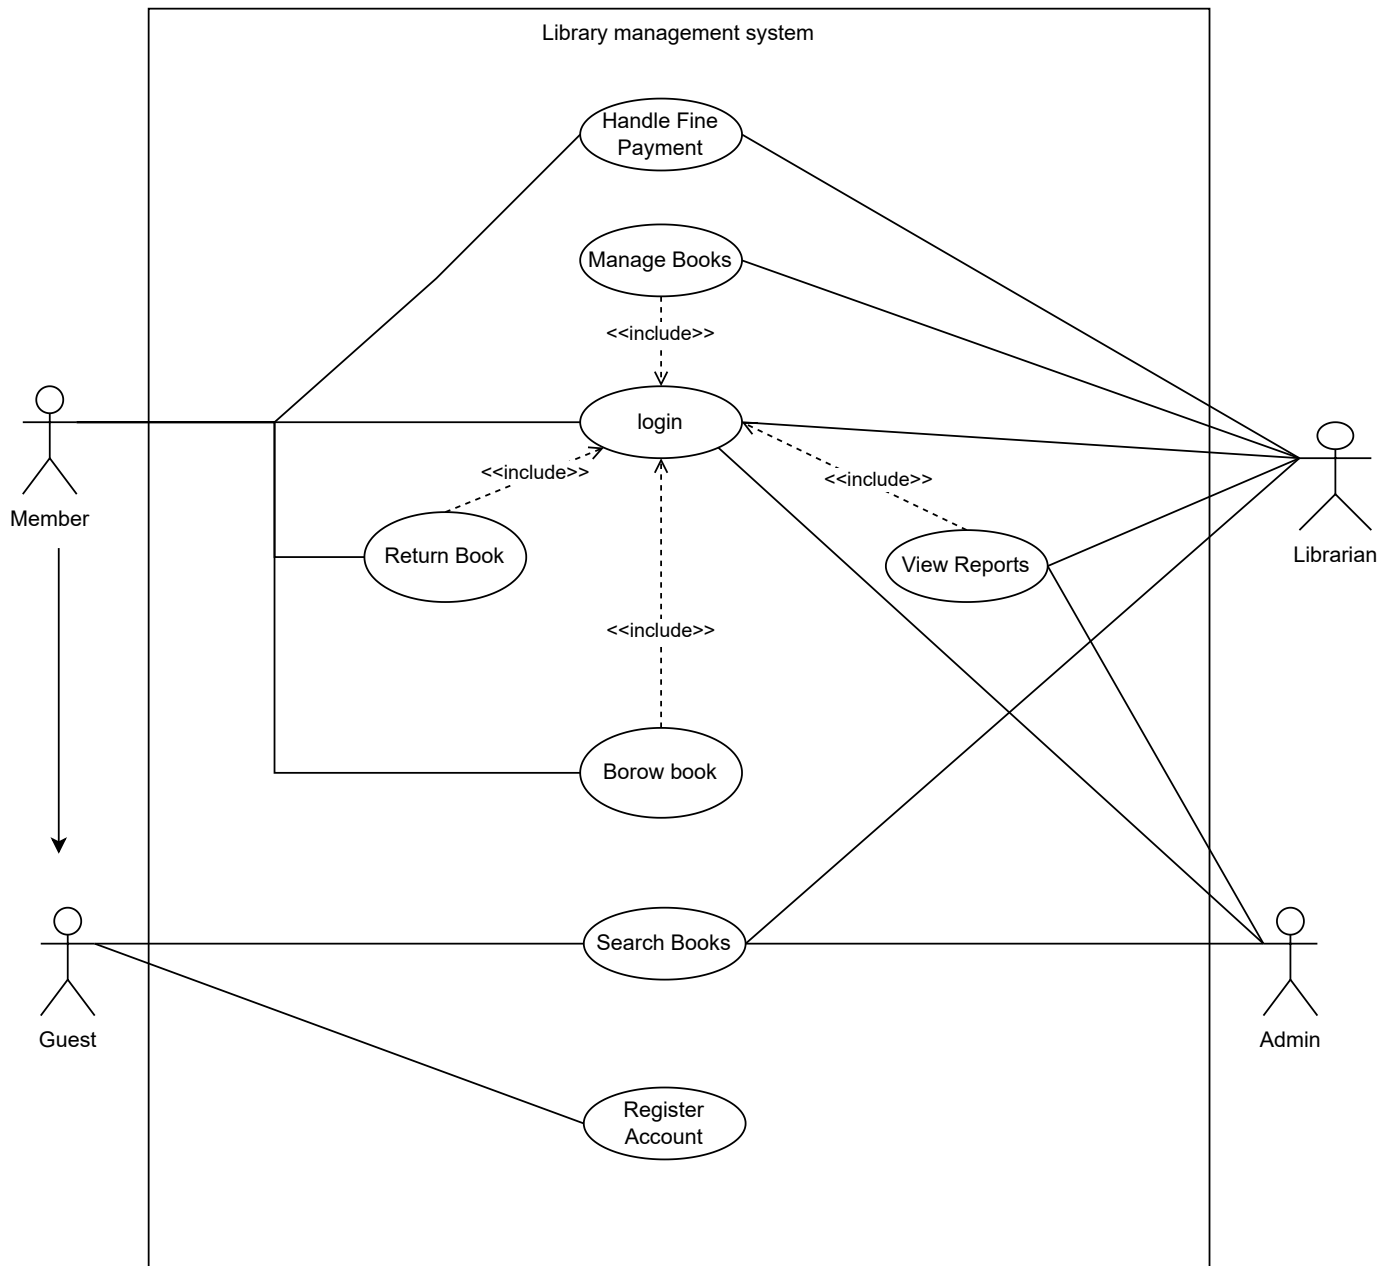 Library management system
Handle Fine
Payment
Manage Books
<<include>>
login
<<include>>
<<include>>
Member
Return Book
View Reports
Librarian
<<include>>
Borow book
Search Books
Guest
Admin
Register
Account